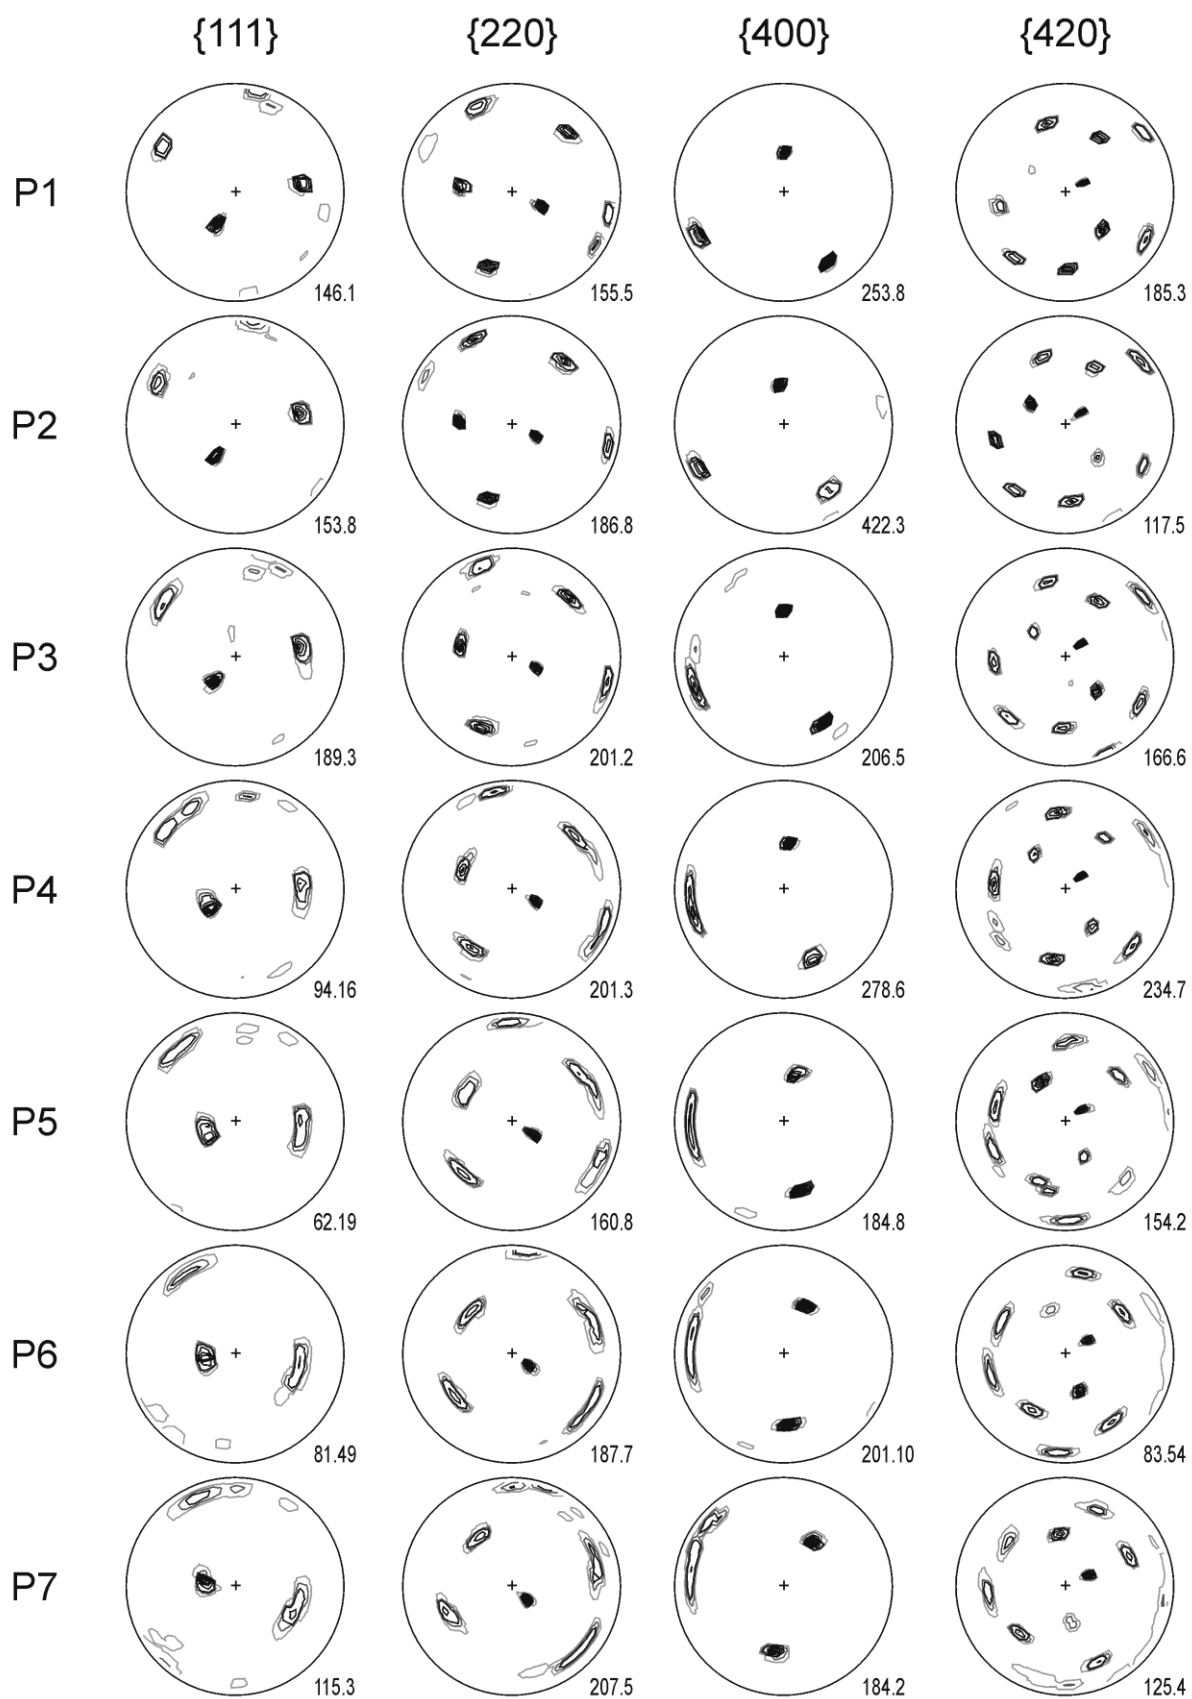 {111} {220} {400} {420}
P1
146.1 155.5 253.8 185.3
P2
153.8 186.8 422.3 117.5
P3
189.3 201.2 206.5 166.6
P4
94.16 201.3 278.6 234.7
P5
62.19 160.8 184.8 154.2
P6
81.49 187.7 201.10 83.54
P7
115.3 207.5 184.2 125.4